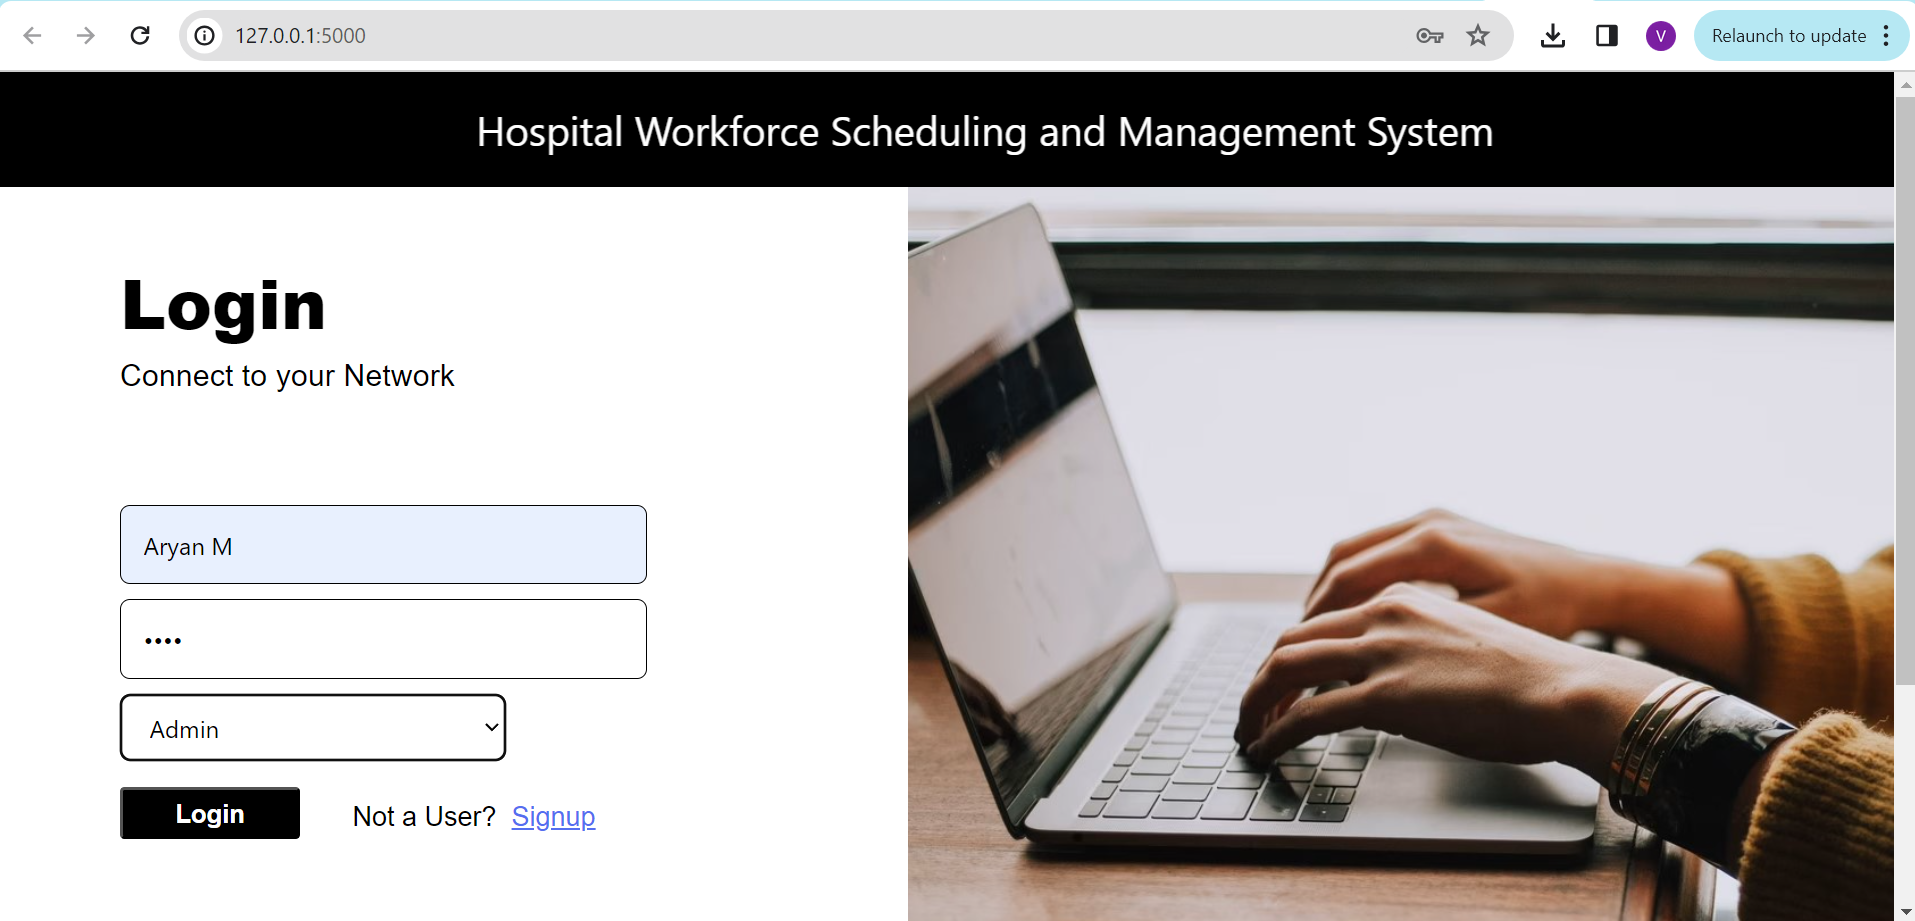 127.0.0.1:5000
V
Relaunch to update
Hospital Workforce Scheduling and Management System
Login
Connect to your Network
Aryan M
••••
Admin
Login
Not a User? Signup